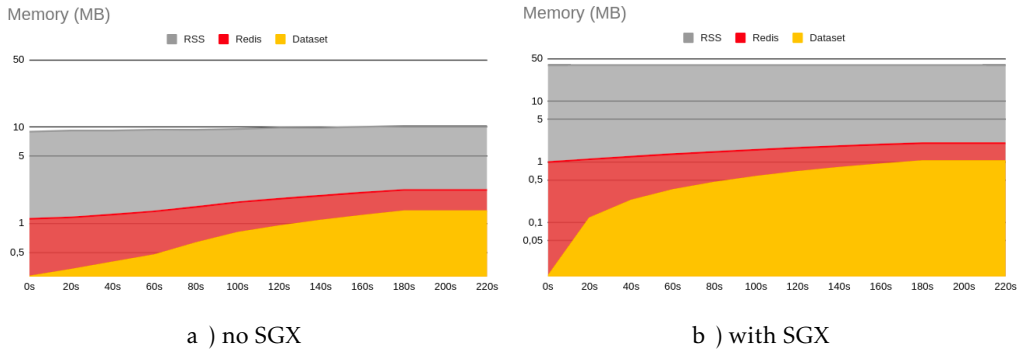 Memory (MB)
RSS Redis Dataset
50
10
5
1
0,5
0s 20s 40s 60s 80s 100s 120s 140s 160s 180s 200s 220s
a ) no SGX
Memory (MB)
RSS Redis Dataset
50
10
5
1
0,5
0,1
0,05
0s 20s 40s 60s 80s 100s 120s 140s 160s 180s 200s 220s
b ) with SGX